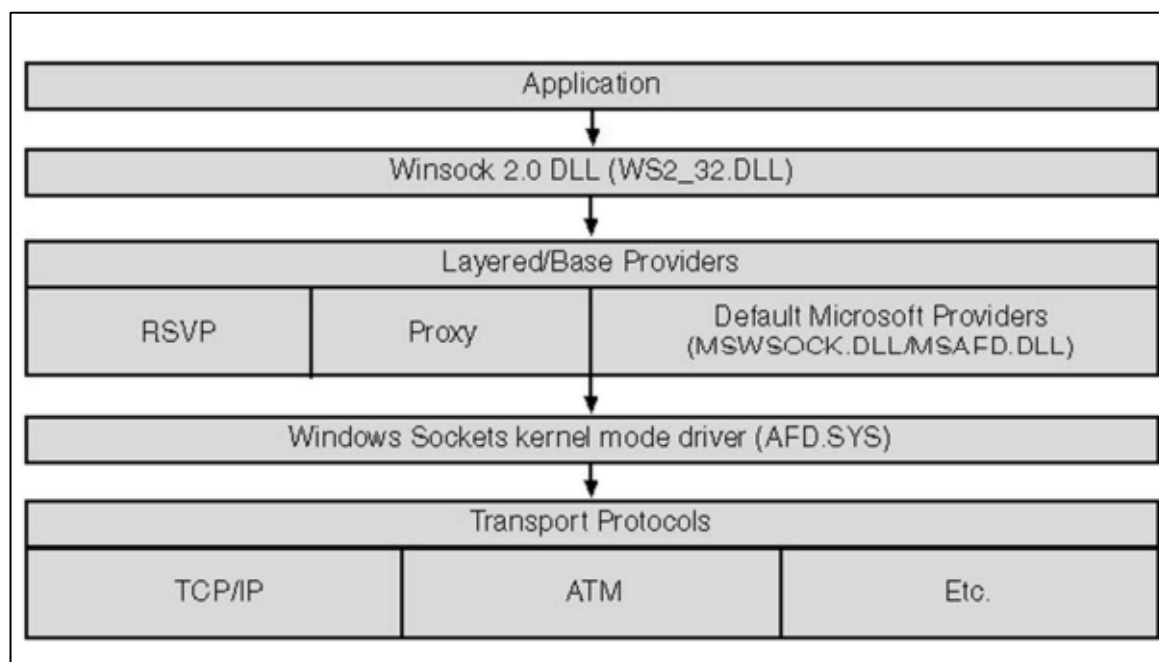 Application
Winsock 2.0 DLL (WS2_32.DLL)
Layered/Base Providers
RSVP
Proxy
Default Microsoft Providers
(MSWSOCK.DLL/MSAFD.DLL)
Windows Sockets kernel mode driver (AFD.SYS)
Transport Protocols
TCP/IP
ATM
Etc.